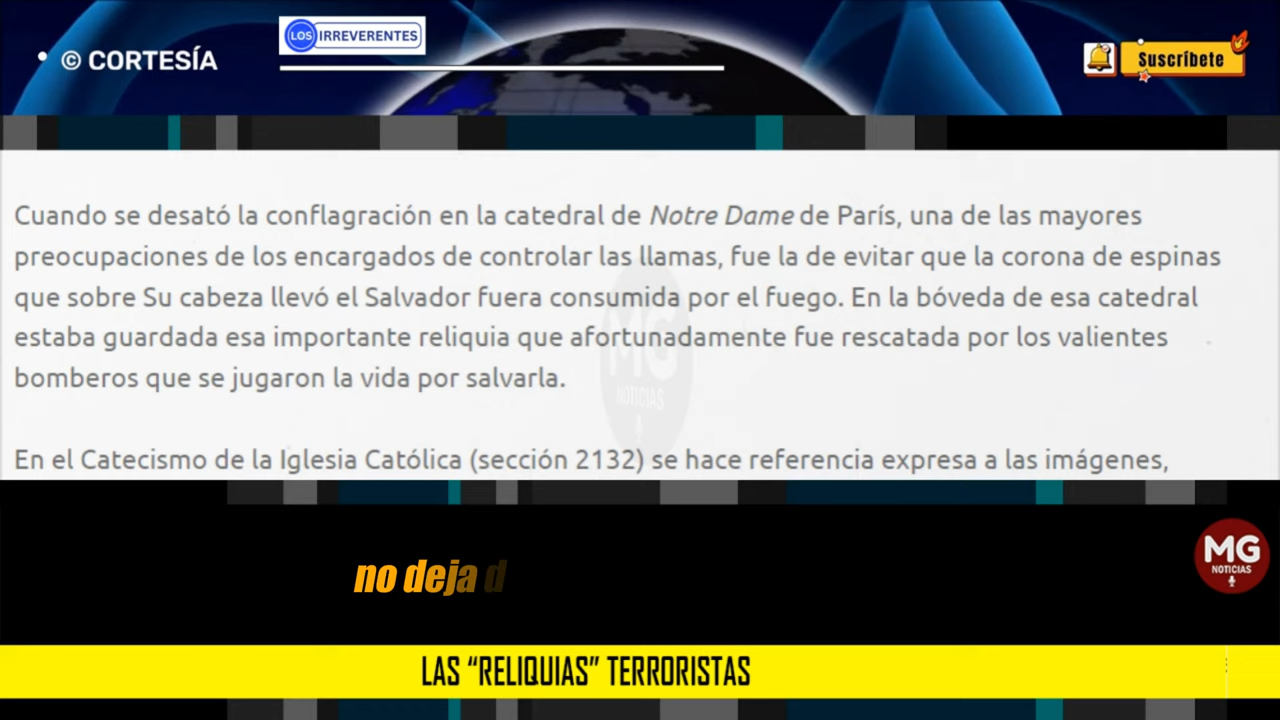 © CORTESÍA
LOS IRREVERENTES
Suscríbete
Cuando se desató la conflagración en la catedral de Notre Dame de París, una de las mayores
preocupaciones de los encargados de controlar las llamas, fue la de evitar que la corona de espinas
que sobre Su cabeza llevó el Salvador fuera consumida por el fuego. En la bóveda de esa catedral
estaba guardada esa importante reliquia que afortunadamente fue rescatada por los valientes
bomberos que se jugaron la vida por salvarla.
MG
NOTICIAS
En el Catecismo de la Iglesia Católica (sección 2132) se hace referencia expresa a las imágenes,
no deja d
MG
NOTICIAS
LAS “RELIQUIAS” TERRORISTAS